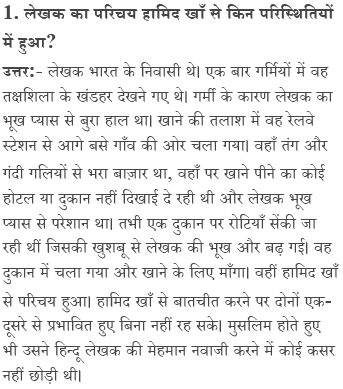 1. लेखक का परिचय हामिद खाँ से किन परिस्थितियों
में हुआ?
उत्तर:- लेखक भारत के निवासी थे। एक बार गर्मियों में वह
तक्षशिला के खंडहर देखने गए थे। गर्मी के कारण लेखक का
भूख प्यास से बुरा हाल था। खाने की तलाश में वह रेलवे
स्टेशन से आगे बसे गाँव की ओर चला गया। वहाँ तंग और
गंदी गलियों से भरा बाज़ार था, वहाँ पर खाने पीने का कोई
होटल या दुकान नहीं दिखाई दे रही थी और लेखक भूख
प्यास से परेशान था। तभी एक दुकान पर रोटियाँ सेंकी जा
रही थीं जिसकी खुशबू से लेखक की भूख और बढ़ गई। वह
दुकान में चला गया और खाने के लिए माँगा। वहीं हामिद खाँ
से परिचय हुआ। हामिद खाँ से बातचीत करने पर दोनों एक-
दूसरे से प्रभावित हुए बिना नहीं रह सके। मुसलिम होते हुए
भी उसने हिन्दू लेखक की मेहमान नवाजी करने में कोई कसर
नहीं छोड़ी थी।